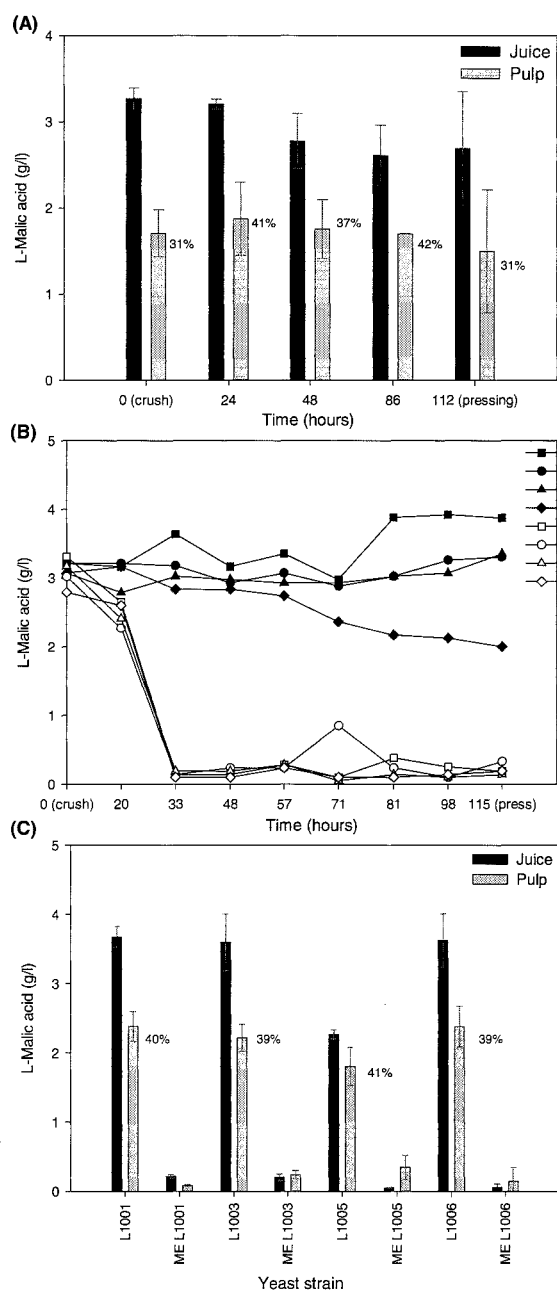 (A)
4
3
2
1
0
L-Malic acid (g/l)
Juice
Pulp
31%
41%
37%
42%
31%
0 (crush) 24 48 86 112 (pressing)
Time (hours)
(B)
5
4
3
2
1
0
L-Malic acid (g/l)
0 (crush) 20 33 48 57 71 81 98 115 (press)
Time (hours)
(C)
5
4
3
2
1
0
L-Malic acid (g/l)
Juice
Pulp
40%
39%
41%
39%
L1001
ME L1001
L1003
ME L1003
L1005
ME L1005
L1006
ME L1006
Yeast strain